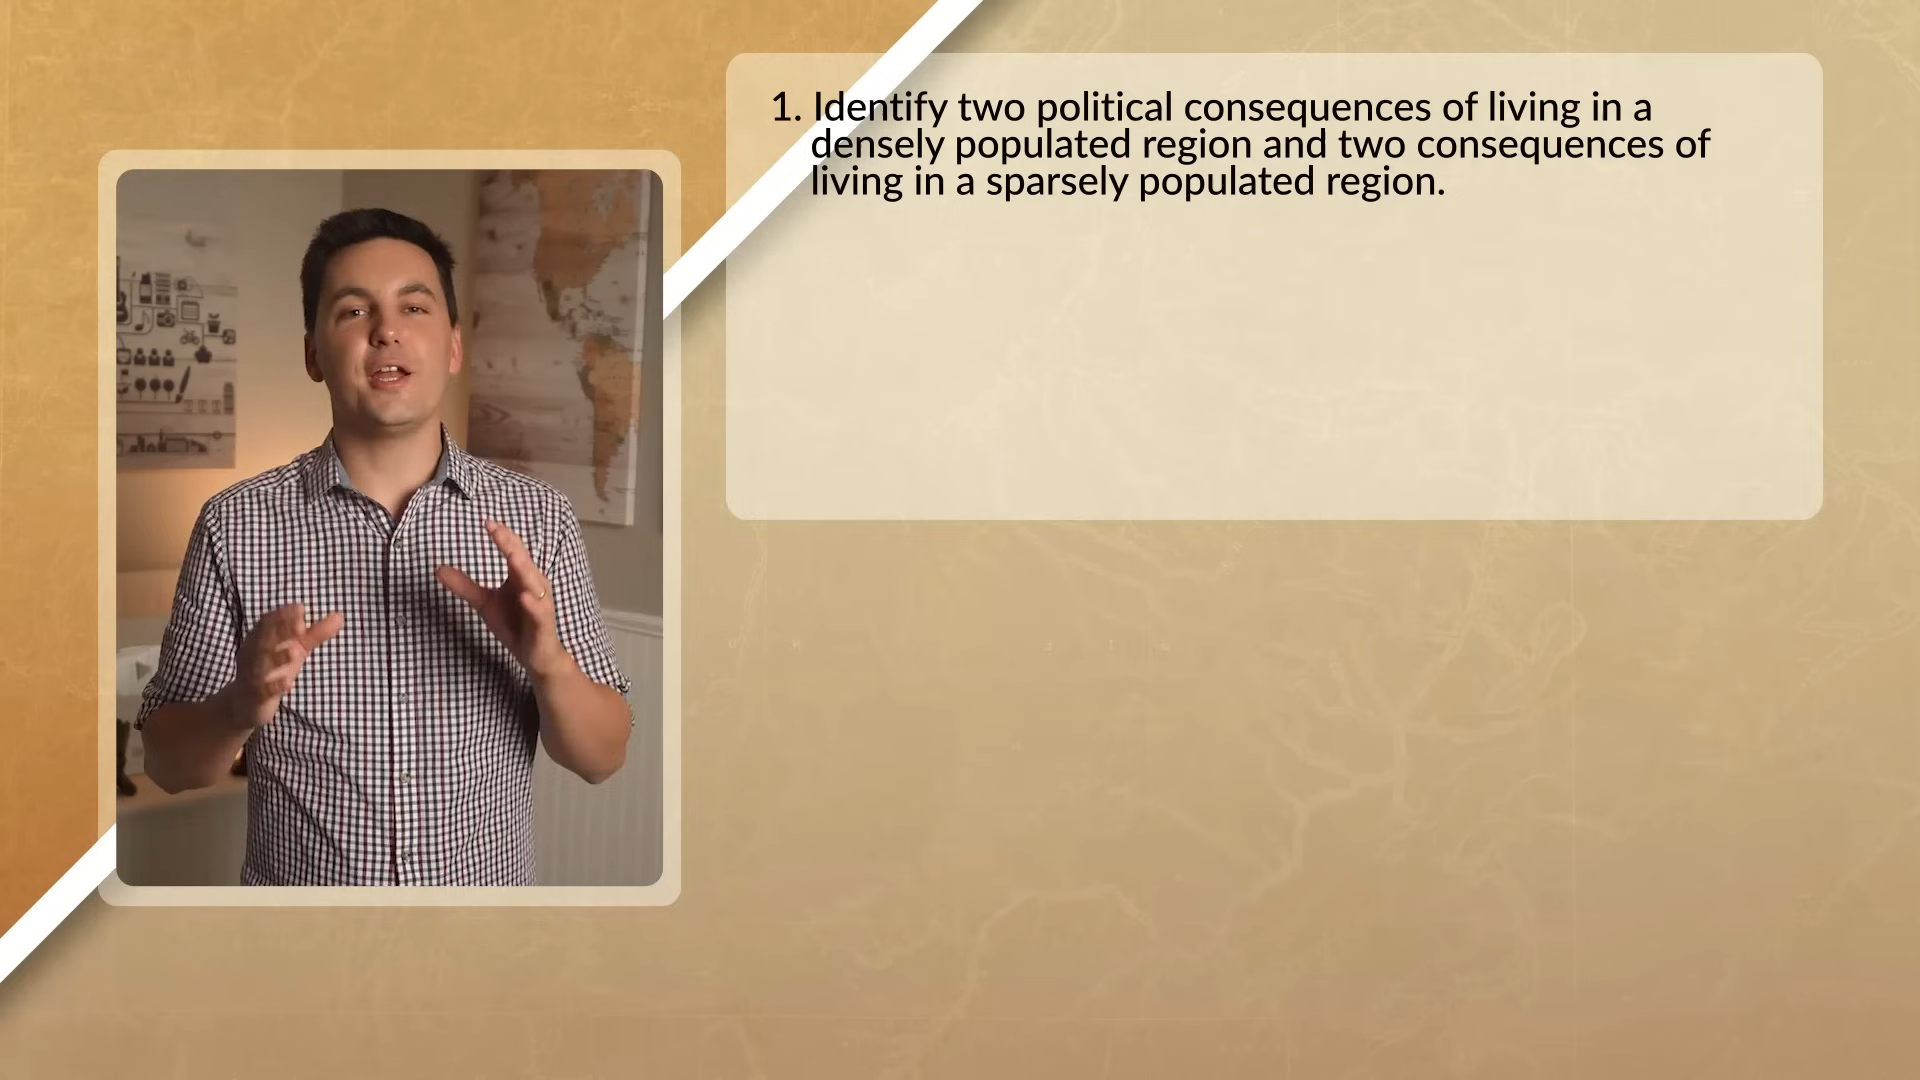 1. Identify two political consequences of living in a
densely populated region and two consequences of
living in a sparsely populated region.